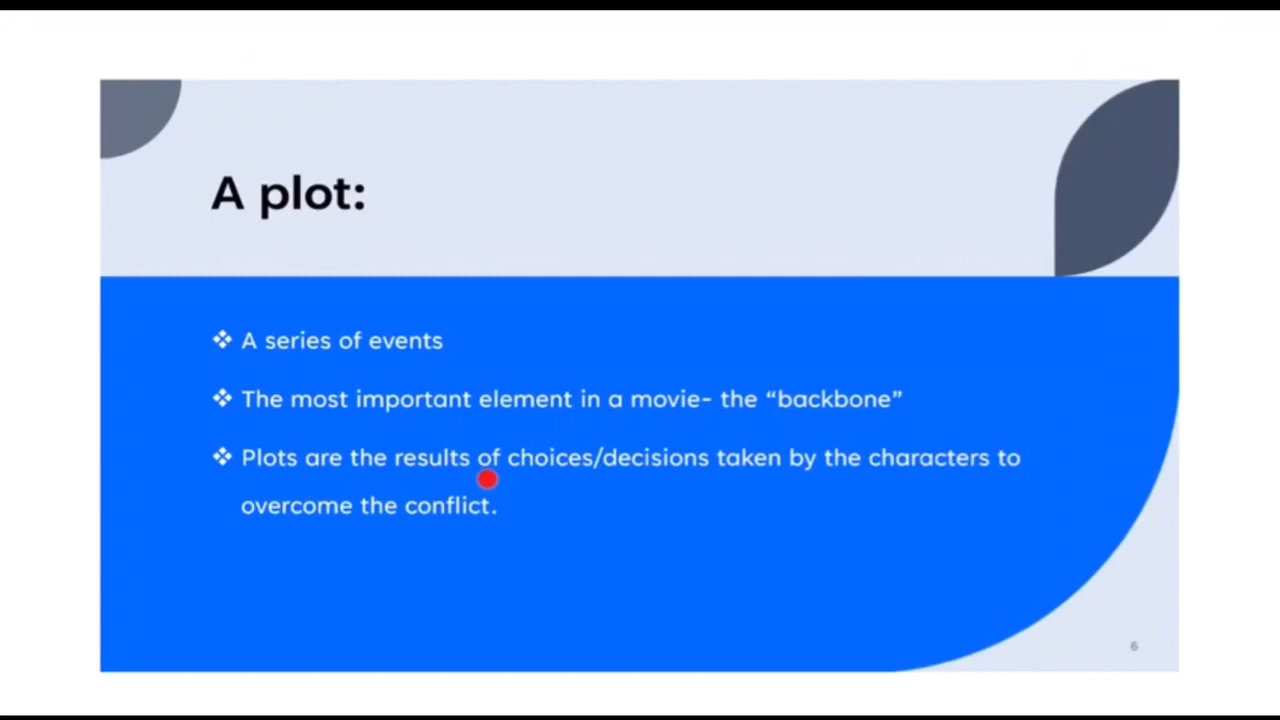 A plot:
❖ A series of events
❖ The most important element in a movie- the “backbone”
❖ Plots are the results of choices/decisions taken by the characters to
overcome the conflict.
6